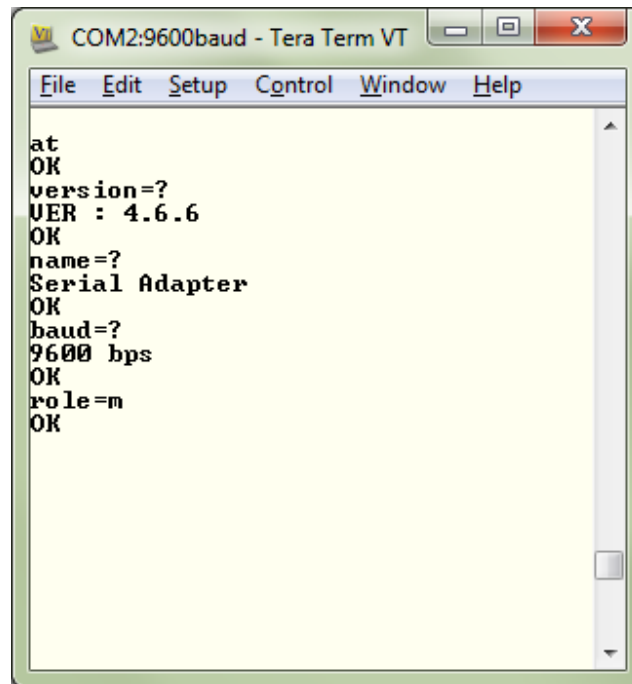 COM2:9600baud - Tera Term VT
File Edit Setup Control Window Help
at
OK
version=?
VER : 4.6.6
OK
name=?
Serial Adapter
OK
baud=?
9600 bps
OK
role=m
OK